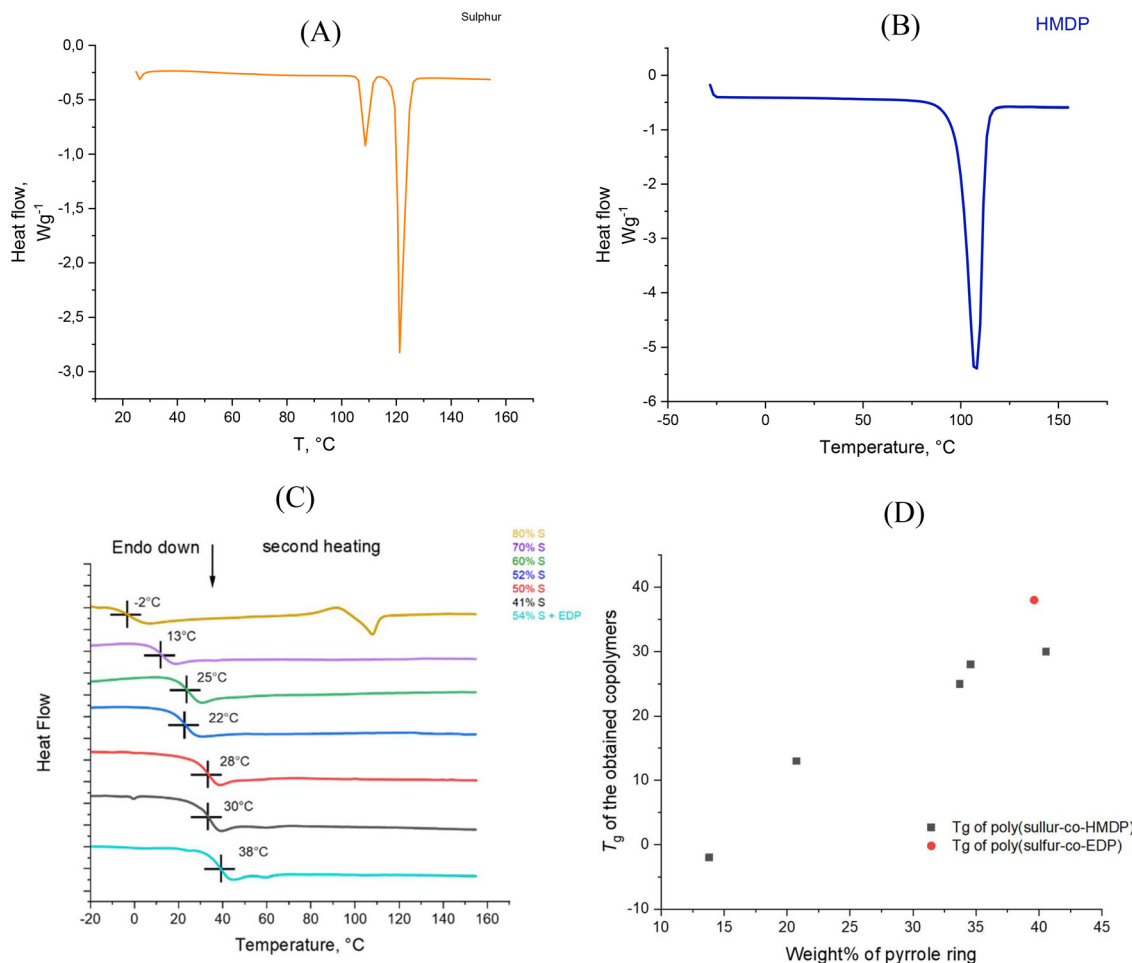 (A)
Sulphur
0,0
-0,5
-1,0
-1,5
-2,0
-2,5
-3,0
Heat flow,
Wg⁻¹
20 40 60 80 100 120 140 160
T, °C
(B)
HMDP
0
-1
-2
-3
-4
-5
-6
Heat flow
Wg⁻¹
-50 0 50 100 150
Temperature, °C
(C)
Endo down
second heating
80% S
70% S
60% S
52% S
50% S
41% S
54% S + EDP
-2°C
13°C
25°C
22°C
28°C
30°C
38°C
Heat Flow
-20 0 20 40 60 80 100 120 140 160
Temperature, °C
(D)
40
30
20
10
0
-10
Tg of the obtained copolymers
Tg of poly(sullur-co-HMDP)
Tg of poly(sulfur-co-EDP)
10 15 20 25 30 35 40 45
Weight% of pyrrole ring